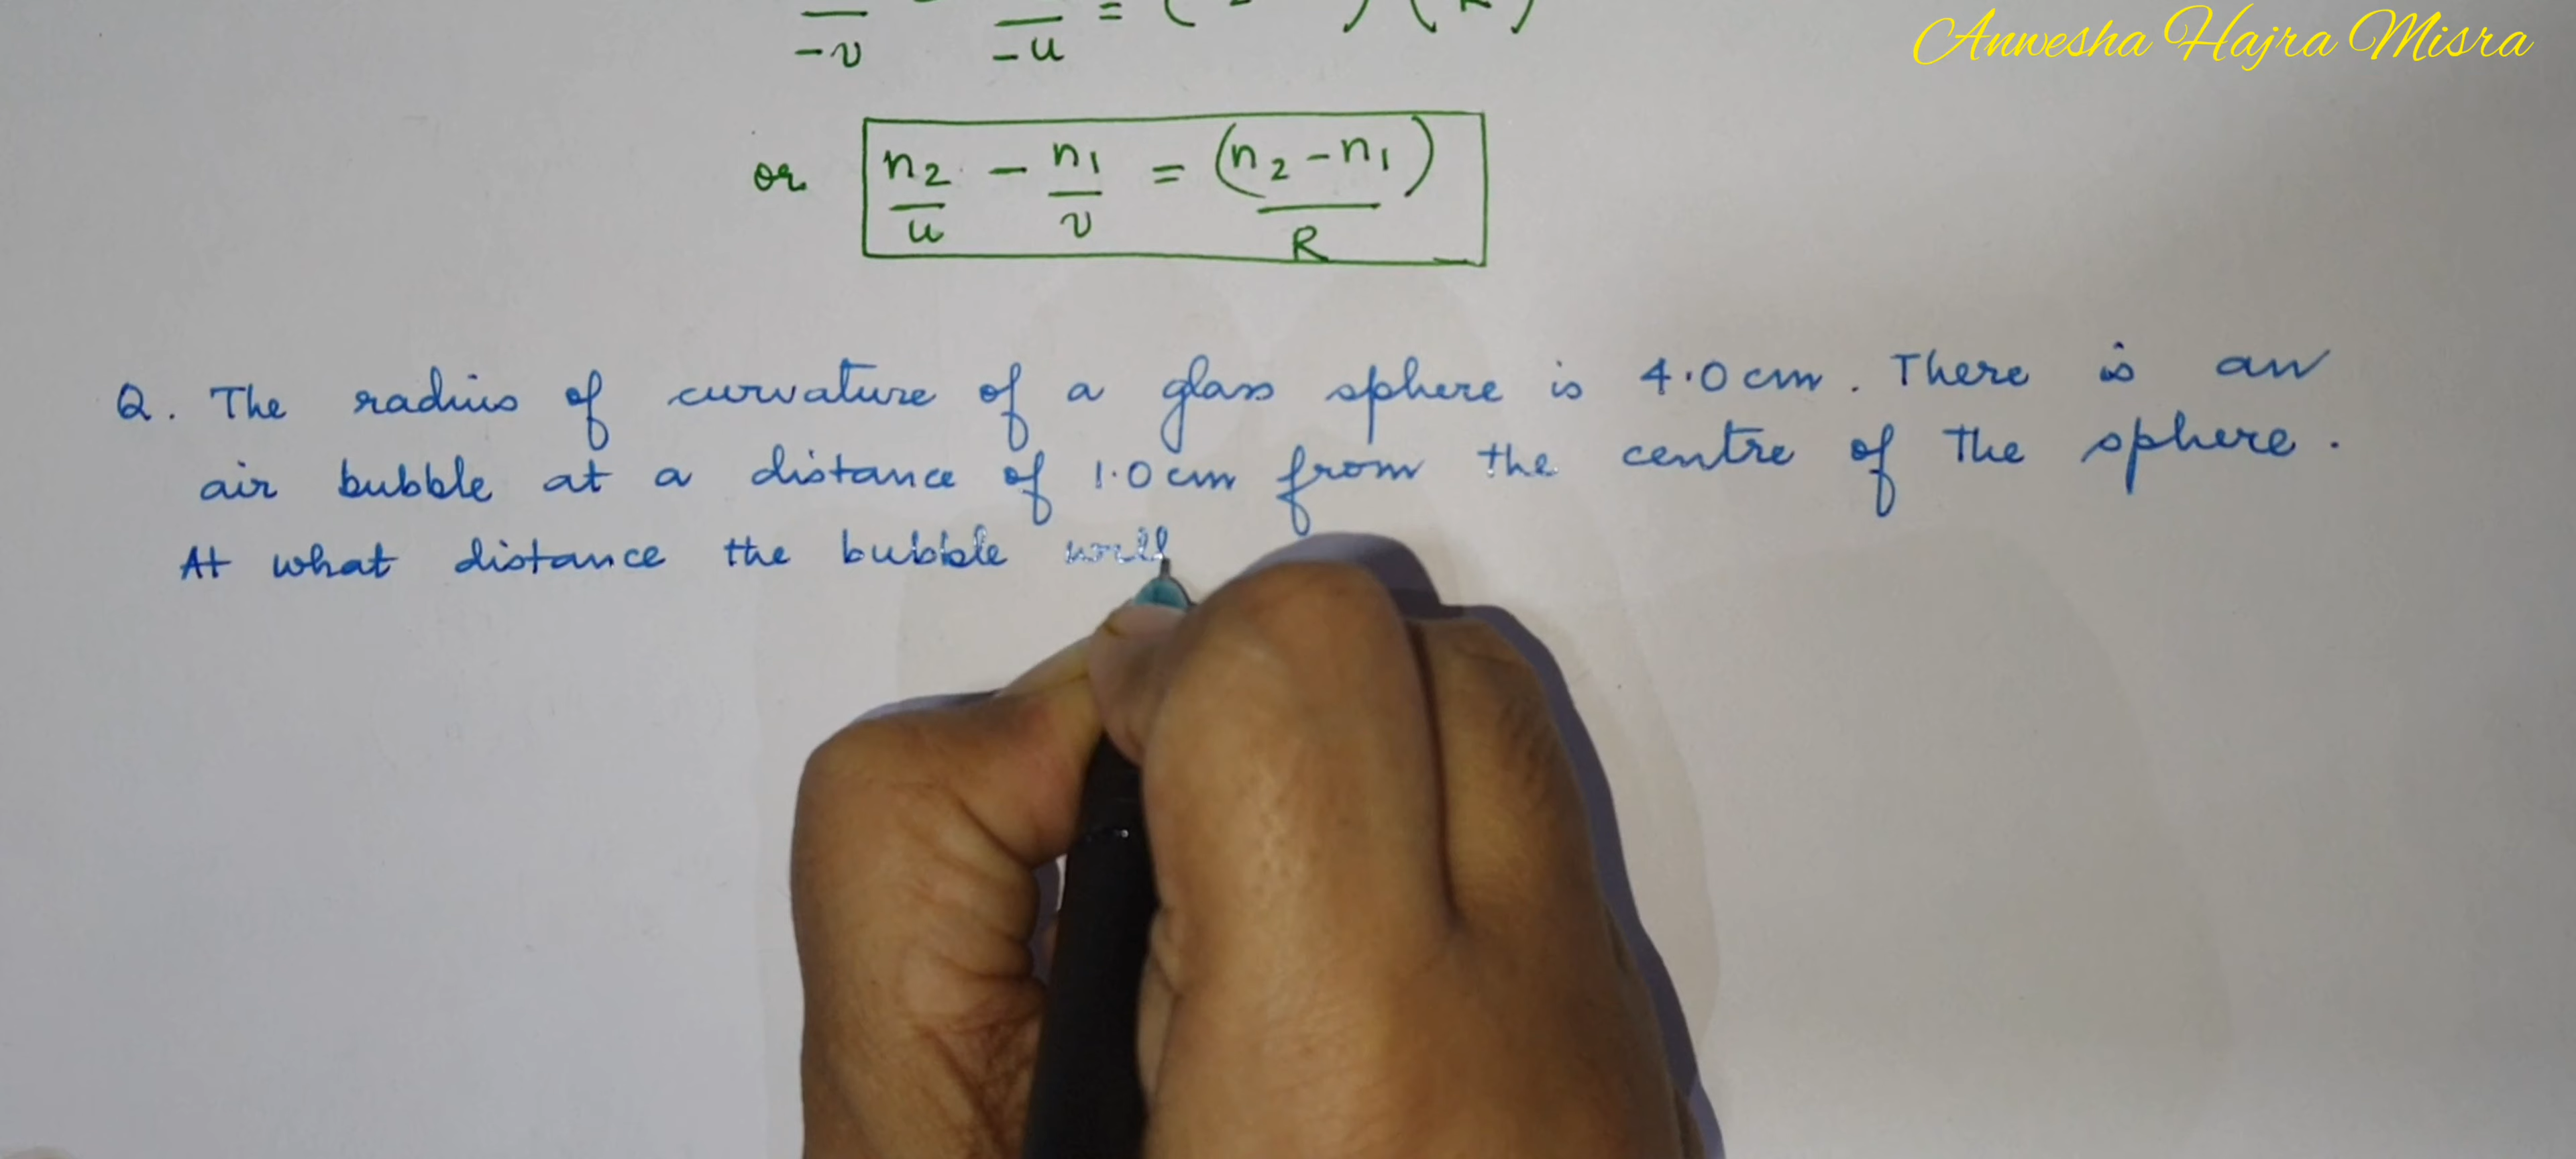 Anwesha Hajra Misra
-v -u = ( ) ( R )
or n₂/u - n₁/v = (n₂ - n₁)/R
Q. The radius of curvature of a glass sphere is 4.0 cm. There is an
air bubble at a distance of 1.0 cm from the centre of the sphere.
At what distance the bubble will